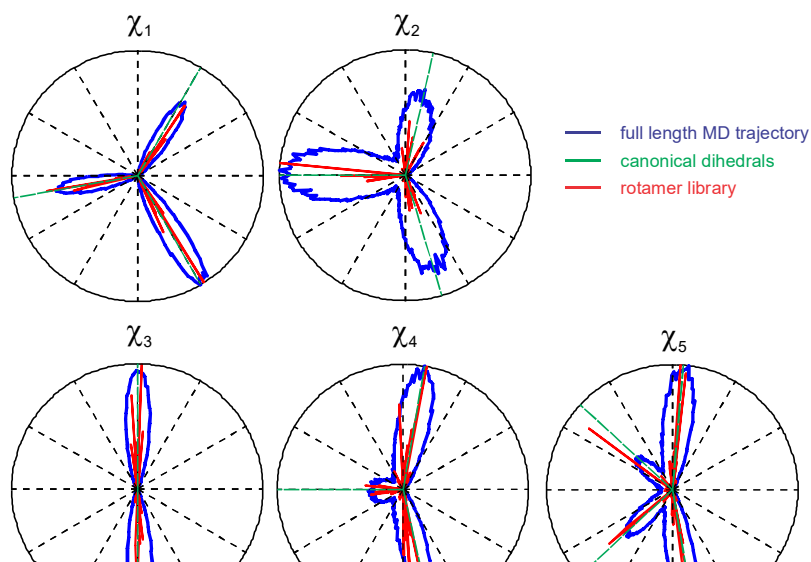 χ1
χ2
full length MD trajectory
canonical dihedrals
rotamer library
χ3
χ4
χ5